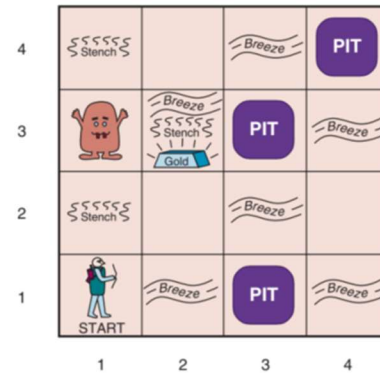 4 Stench Breeze PIT
Breeze
3 Stench PIT Breeze
Gold
2 Stench Breeze
1 Breeze PIT Breeze
START
1 2 3 4